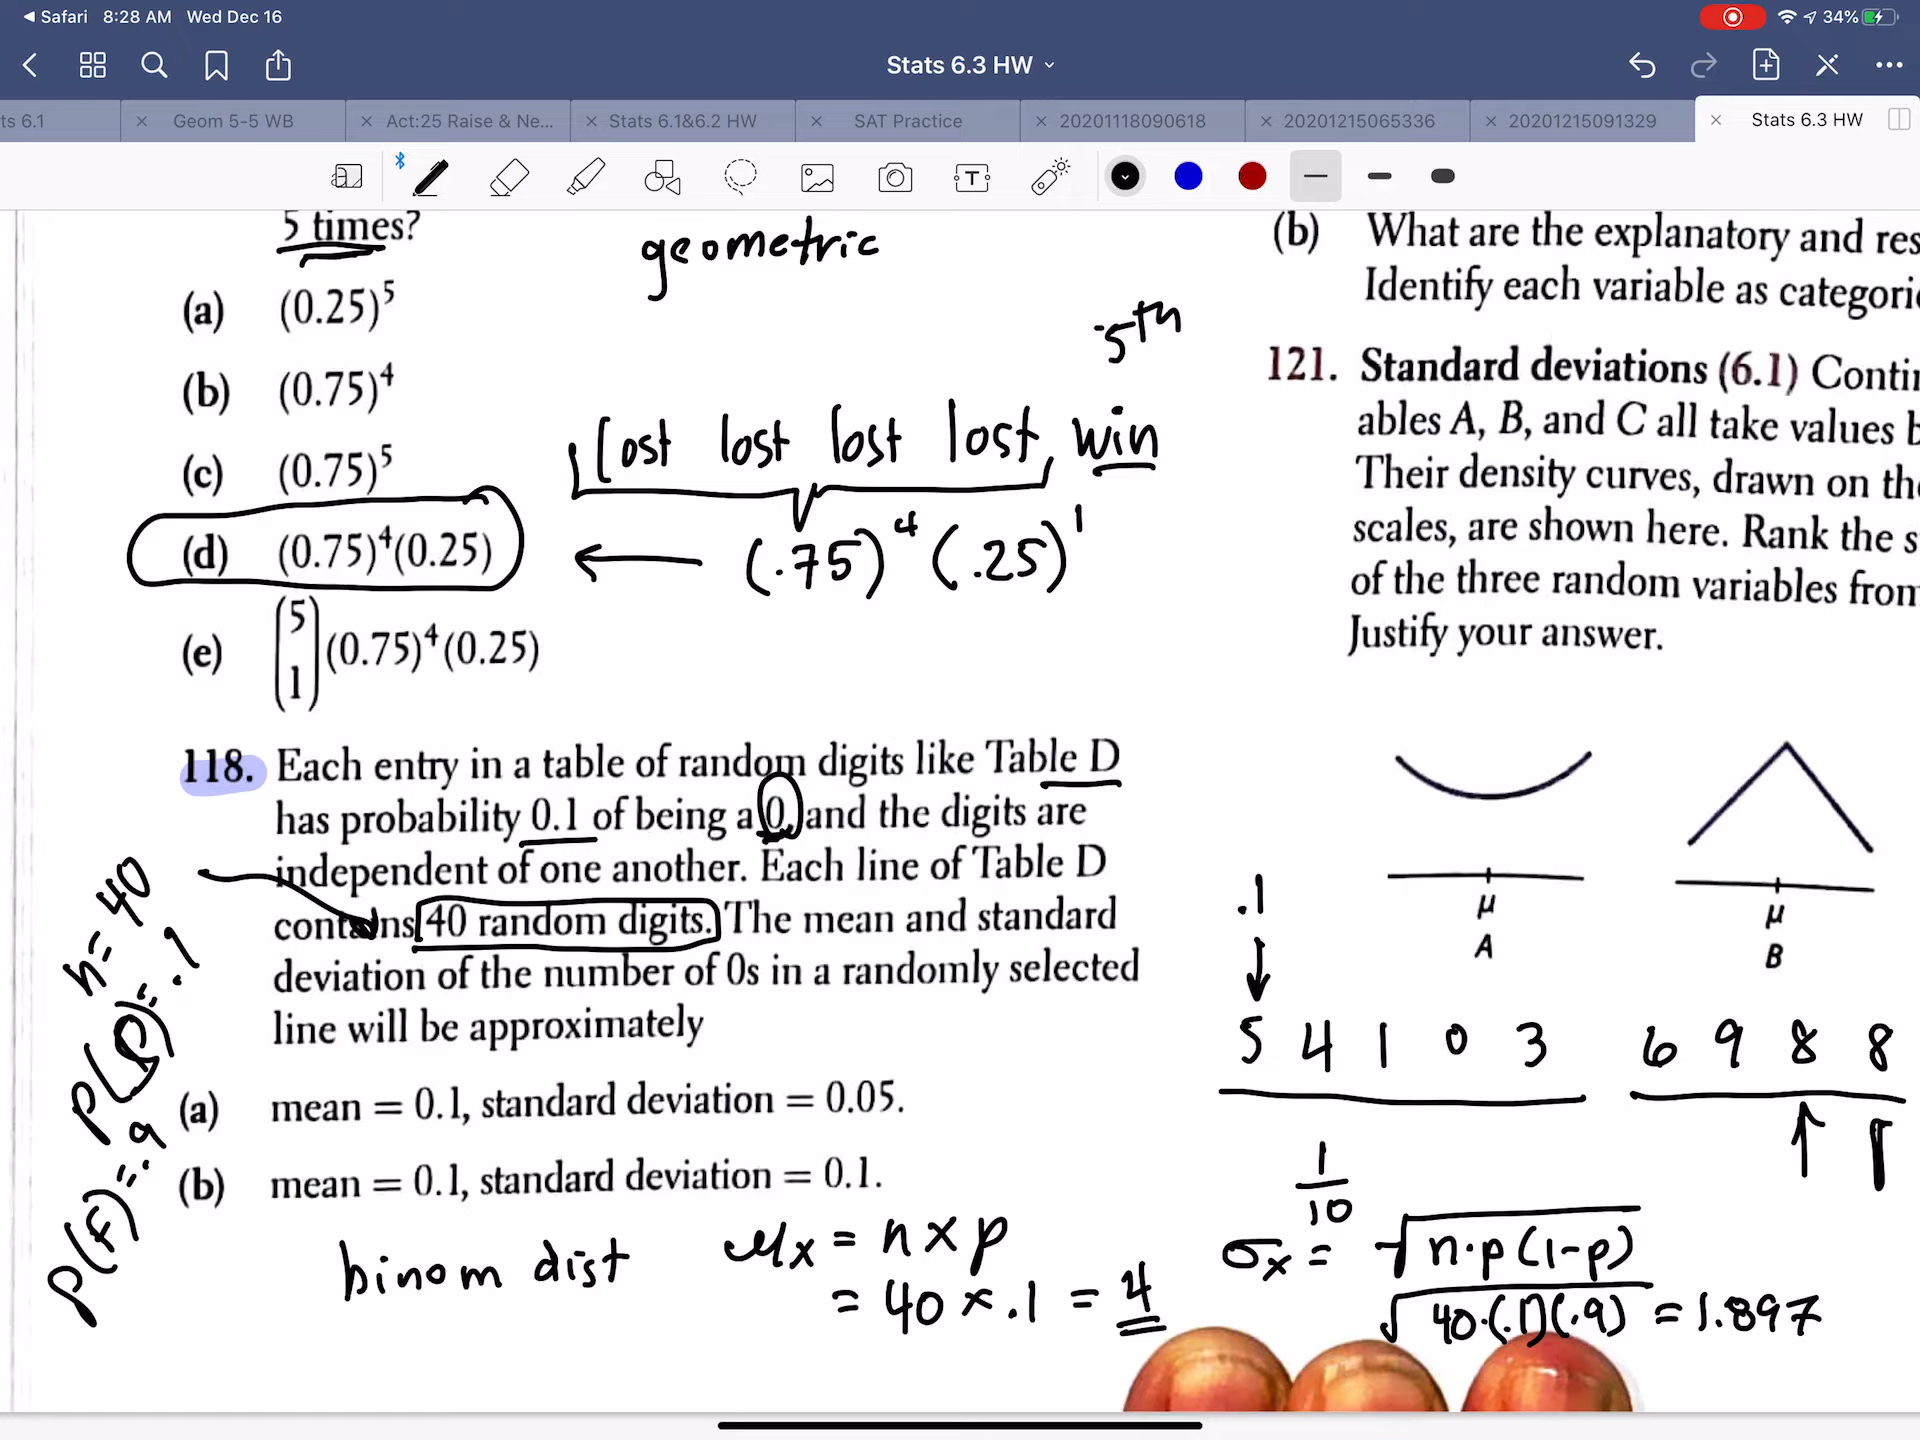 Safari 8:28 AM Wed Dec 16
34%
Stats 6.3 HW
ts 6.1
Geom 5-5 WB
Act:25 Raise & Ne...
Stats 6.1&6.2 HW
SAT Practice
20201118090618
20201215065336
20201215091329
Stats 6.3 HW
5 times?
geometric
(a) (0.25)⁵
(b) (0.75)⁴
(c) (0.75)⁵
(d) (0.75)⁴(0.25)
(e) (5 1)(0.75)⁴(0.25)
5th
lost lost lost lost, win
(.75)⁴ (.25)¹
118. Each entry in a table of random digits like Table D
has probability 0.1 of being a 0, and the digits are
independent of one another. Each line of Table D
contains 40 random digits. The mean and standard
deviation of the number of 0s in a randomly selected
line will be approximately
(a) mean = 0.1, standard deviation = 0.05.
(b) mean = 0.1, standard deviation = 0.1.
n = 40
= .1
P(F) = .9
binom dist
μx = n × p
= 40 × .1 = 4
(b) What are the explanatory and res
Identify each variable as categori
121. Standard deviations (6.1) Contin
ables A, B, and C all take values b
Their density curves, drawn on the
scales, are shown here. Rank the s
of the three random variables from
Justify your answer.
μ
A
μ
B
.1
5 4 1 0 3 6 9 8 8
1/10
σx = √n·p(1-p)
√40·(.1)(.9) = 1.897